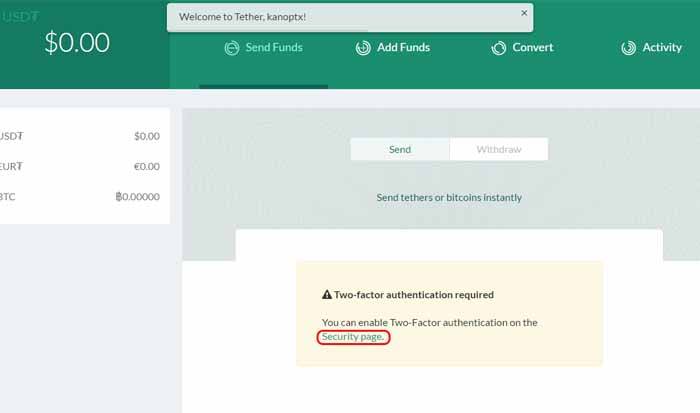 USD₮
$0.00
Welcome to Tether, kanoptx! ×
Send Funds
Add Funds
Convert
Activity
USD₮ $0.00
EUR₮ €0.00
BTC ฿0.00000
Send
Withdraw
Send tethers or bitcoins instantly
Two-factor authentication required
You can enable Two-Factor authentication on the
Security page.